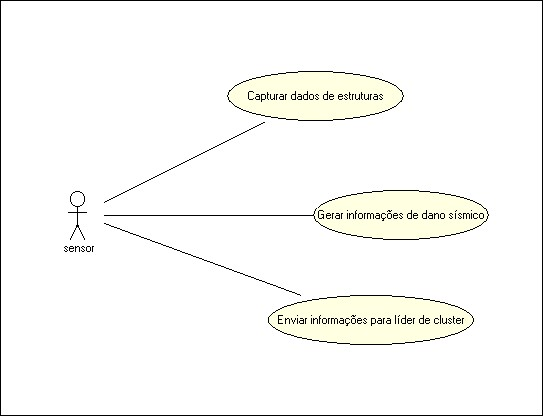 Capturar dados de estruturas
Gerar informações de dano sísmico
sensor
Enviar informações para líder de cluster